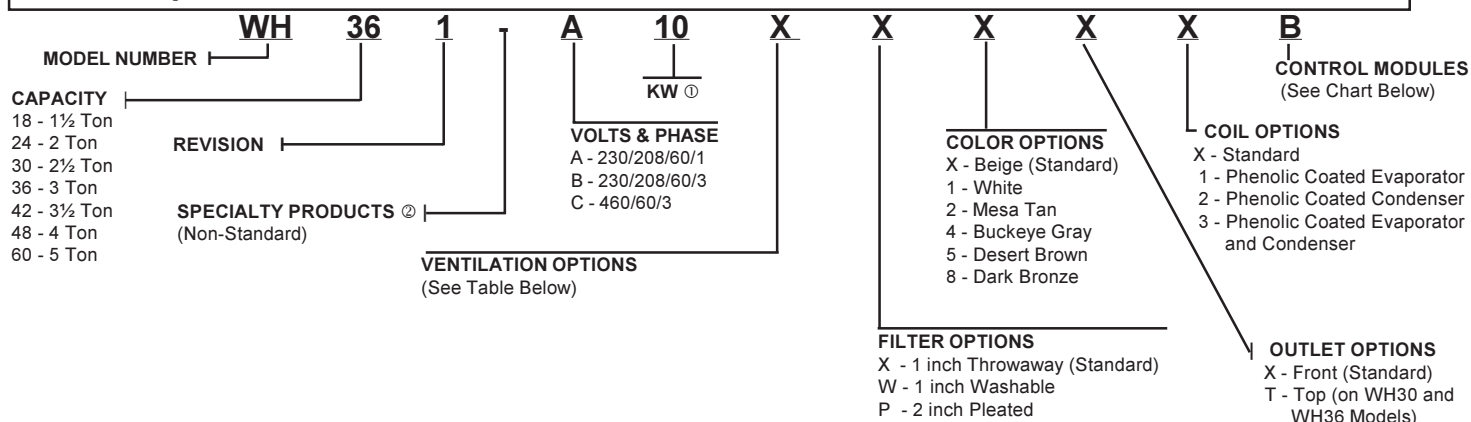 WH 36 1 - A 10 X X X X X B
MODEL NUMBER
CAPACITY
18 - 1½ Ton
24 - 2 Ton
30 - 2½ Ton
36 - 3 Ton
42 - 3½ Ton
48 - 4 Ton
60 - 5 Ton
REVISION
SPECIALTY PRODUCTS ②
(Non-Standard)
KW ①
VOLTS & PHASE
A - 230/208/60/1
B - 230/208/60/3
C - 460/60/3
VENTILATION OPTIONS
(See Table Below)
FILTER OPTIONS
X - 1 inch Throwaway (Standard)
W - 1 inch Washable
P - 2 inch Pleated
COLOR OPTIONS
X - Beige (Standard)
1 - White
2 - Mesa Tan
4 - Buckeye Gray
5 - Desert Brown
8 - Dark Bronze
OUTLET OPTIONS
X - Front (Standard)
T - Top (on WH30 and
WH36 Models)
COIL OPTIONS
X - Standard
1 - Phenolic Coated Evaporator
2 - Phenolic Coated Condenser
3 - Phenolic Coated Evaporator
and Condenser
CONTROL MODULES
(See Chart Below)